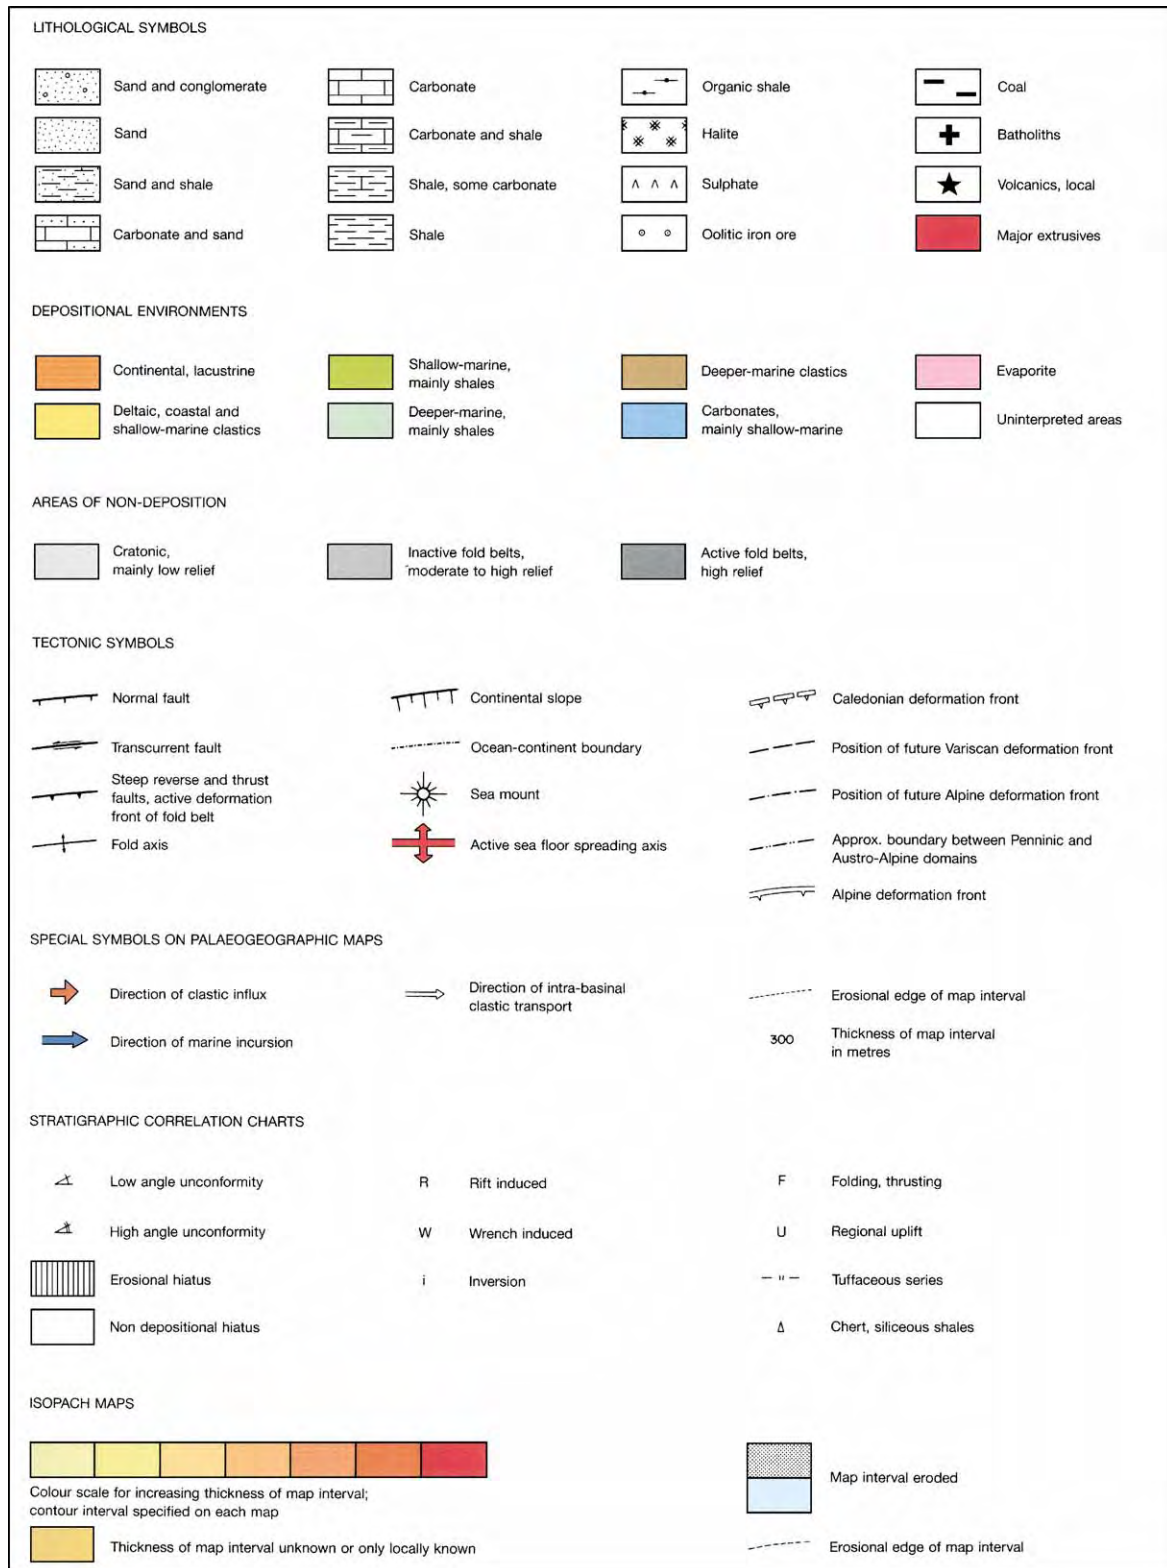 LITHOLOGICAL SYMBOLS
Sand and conglomerate
Carbonate
Organic shale
Coal
Sand
Carbonate and shale
Halite
Batholiths
Sand and shale
Shale, some carbonate
Sulphate
Volcanics, local
Carbonate and sand
Shale
Oolitic iron ore
Major extrusives
DEPOSITIONAL ENVIRONMENTS
Continental, lacustrine
Shallow-marine,
mainly shales
Deeper-marine clastics
Evaporite
Deltaic, coastal and
shallow-marine clastics
Deeper-marine,
mainly shales
Carbonates,
mainly shallow-marine
Uninterpreted areas
AREAS OF NON-DEPOSITION
Cratonic,
mainly low relief
Inactive fold belts,
moderate to high relief
Active fold belts,
high relief
TECTONIC SYMBOLS
Normal fault
Continental slope
Caledonian deformation front
Transcurrent fault
Ocean-continent boundary
Position of future Variscan deformation front
Steep reverse and thrust
faults, active deformation
front of fold belt
Sea mount
Position of future Alpine deformation front
Fold axis
Active sea floor spreading axis
Approx. boundary between Penninic and
Austro-Alpine domains
Alpine deformation front
SPECIAL SYMBOLS ON PALAEOGEOGRAPHIC MAPS
Direction of clastic influx
Direction of intra-basinal
clastic transport
Erosional edge of map interval
Direction of marine incursion
300
Thickness of map interval
in metres
STRATIGRAPHIC CORRELATION CHARTS
Low angle unconformity
R
Rift induced
F
Folding, thrusting
High angle unconformity
W
Wrench induced
U
Regional uplift
Erosional hiatus
i
Inversion
Tuffaceous series
Non depositional hiatus
Chert, siliceous shales
ISOPACH MAPS
Colour scale for increasing thickness of map interval;
contour interval specified on each map
Map interval eroded
Thickness of map interval unknown or only locally known
Erosional edge of map interval